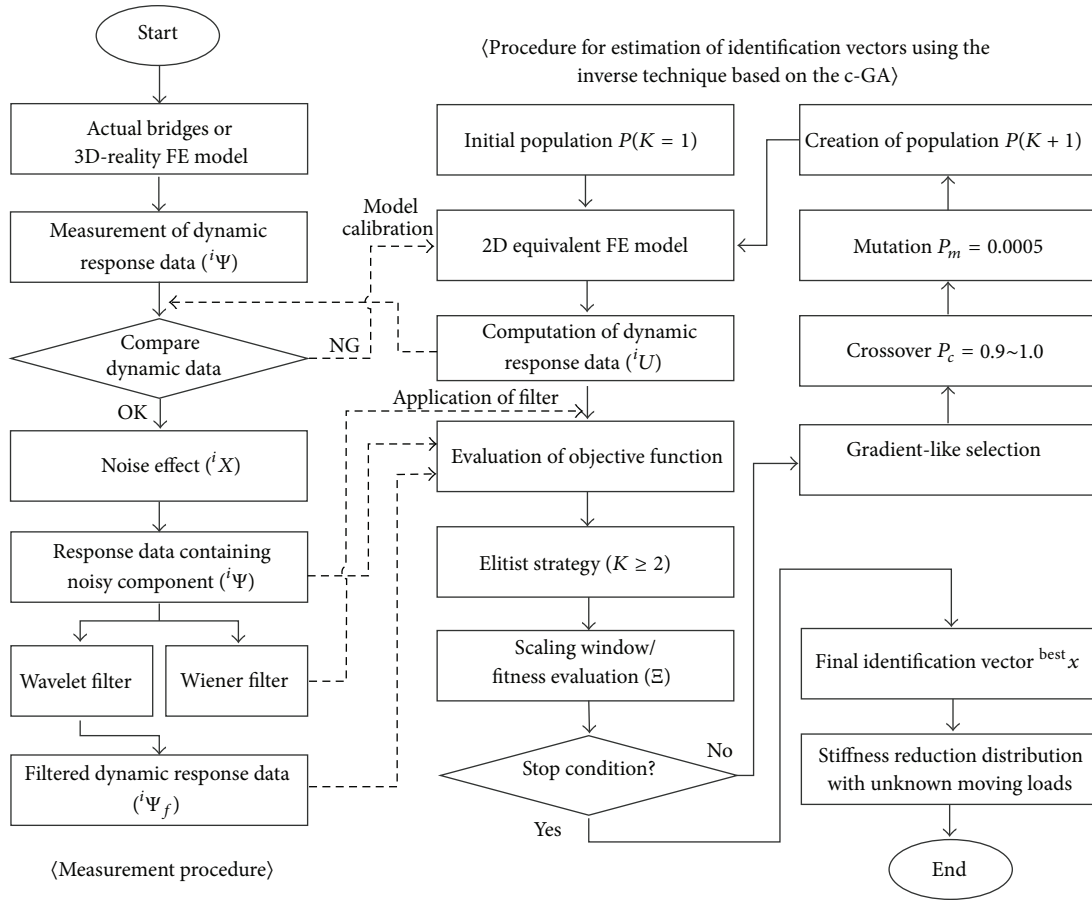 Start
Actual bridges or
3D-reality FE model
Measurement of dynamic
response data (ⁱΨ)
Compare
dynamic data
NG
OK
Noise effect (ⁱX)
Response data containing
noisy component (ⁱΨ)
Wavelet filter
Wiener filter
Filtered dynamic response data
(ⁱΨ_f)
⟨Measurement procedure⟩
⟨Procedure for estimation of identification vectors using the
inverse technique based on the c-GA⟩
Initial population P(K = 1)
Model
calibration
2D equivalent FE model
Computation of dynamic
response data (ⁱU)
Application of filter
Evaluation of objective function
Elitist strategy (K ≥ 2)
Scaling window/
fitness evaluation (Ξ)
Stop condition?
No
Yes
Creation of population P(K + 1)
Mutation P_m = 0.0005
Crossover P_c = 0.9~1.0
Gradient-like selection
Final identification vector ᵇᵉˢᵗx
Stiffness reduction distribution
with unknown moving loads
End